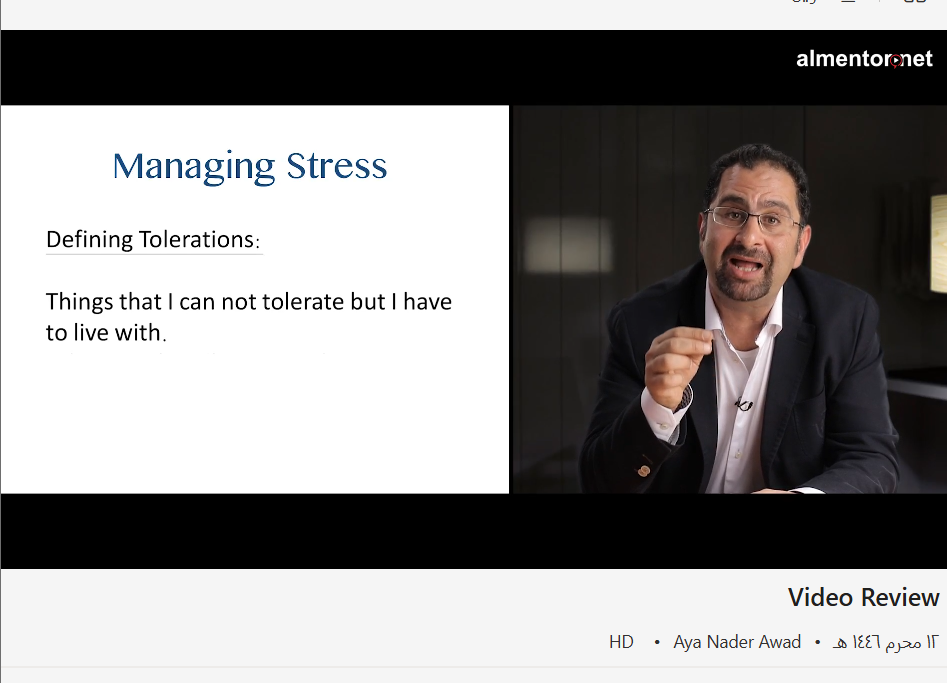 almentor.net
Managing Stress
Defining Tolerations:
Things that I can not tolerate but I have
to live with.
Video Review
HD • Aya Nader Awad • ١٢ محرم ١٤٤٦ هـ